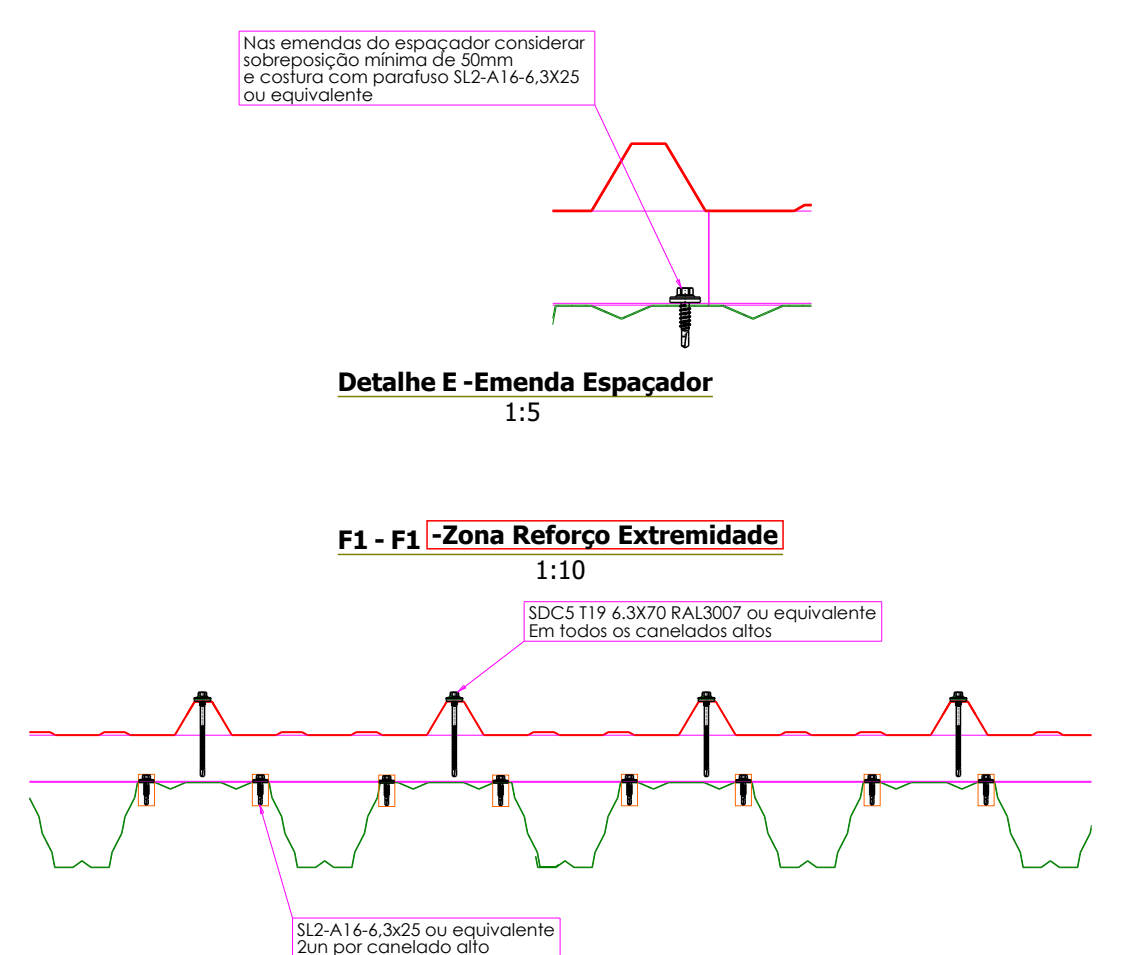 Nas emendas do espaçador considerar
sobreposição mínima de 50mm
e costura com parafuso SL2-A16-6,3X25
ou equivalente
Detalhe E -Emenda Espaçador
1:5
F1 - F1 -Zona Reforço Extremidade
1:10
SDC5 T19 6.3X70 RAL3007 ou equivalente
Em todos os canelados altos
SL2-A16-6,3x25 ou equivalente
2un por canelado alto